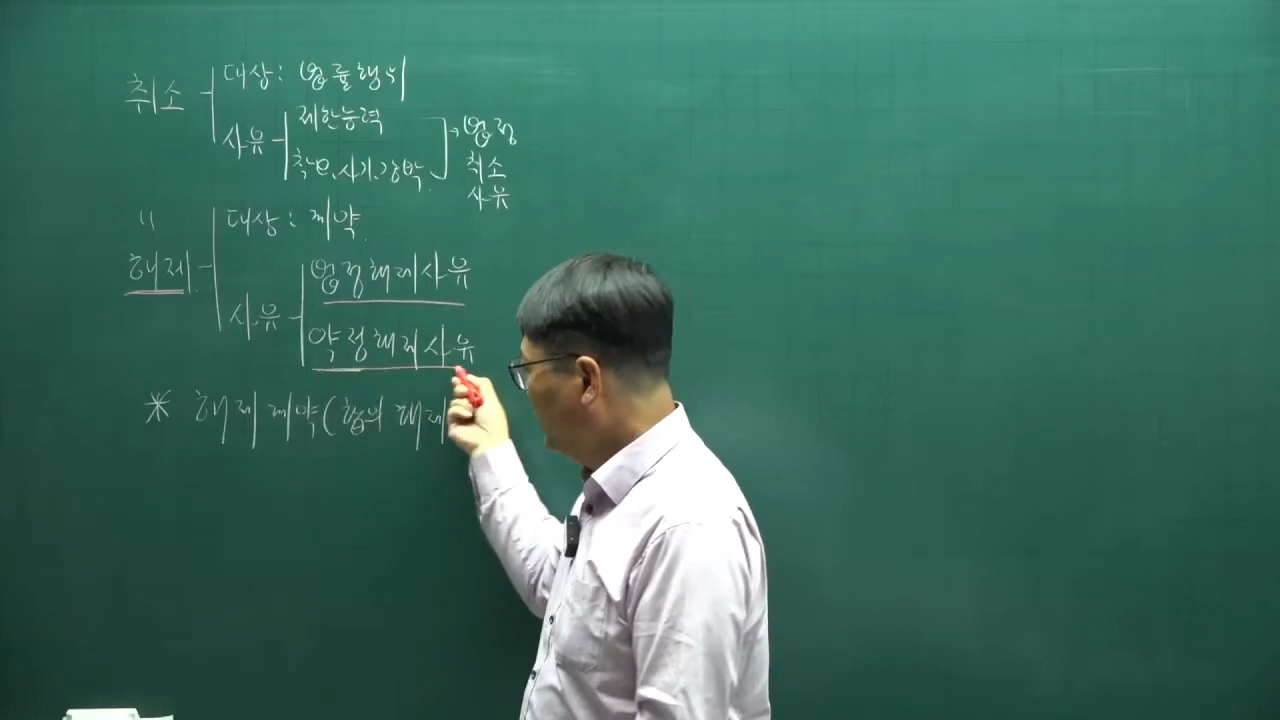 취소
대상: 법률행위
사유
제한능력
착오, 사기, 강박
→ 법정
취소
사유
"
해제
대상: 계약
사유
법정해제사유
약정해제사유
* 해제계약(합의해제